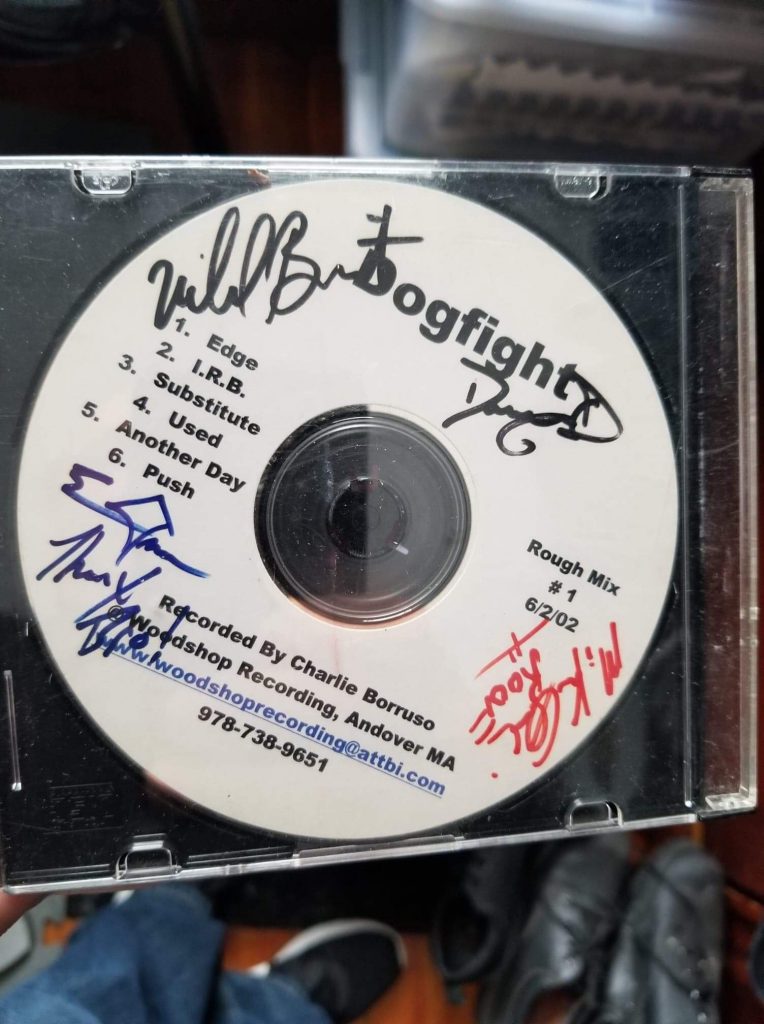 Dogfight
1. Edge
2. I.R.B.
3. Substitute
4. Used
5. Another Day
6. Push
Rough Mix
# 1
6/2/02
Recorded By Charlie Borruso
@ Woodshop Recording, Andover MA
www.woodshoprecording@attbi.com
978-738-9651